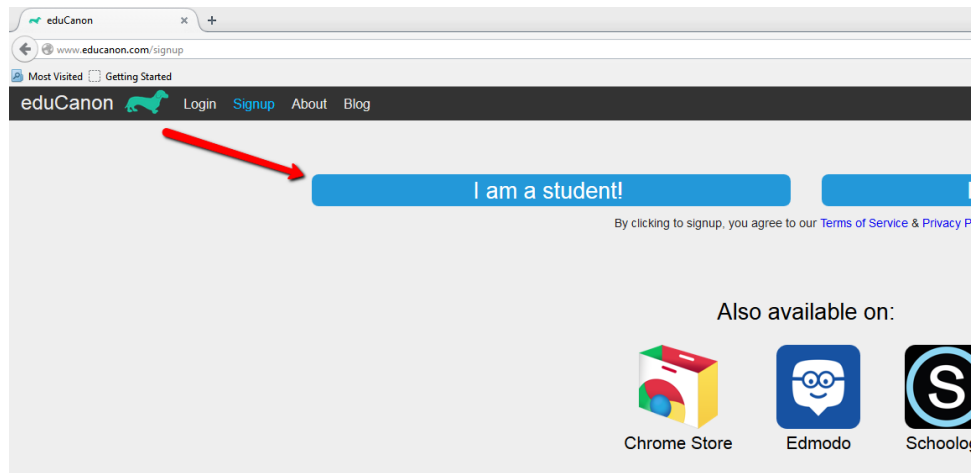 eduCanon × +
www.educanon.com/signup
Most Visited Getting Started
eduCanon Login Signup About Blog
I am a student!
By clicking to signup, you agree to our Terms of Service & Privacy P
Also available on:
S
Chrome Store Edmodo Schoolog